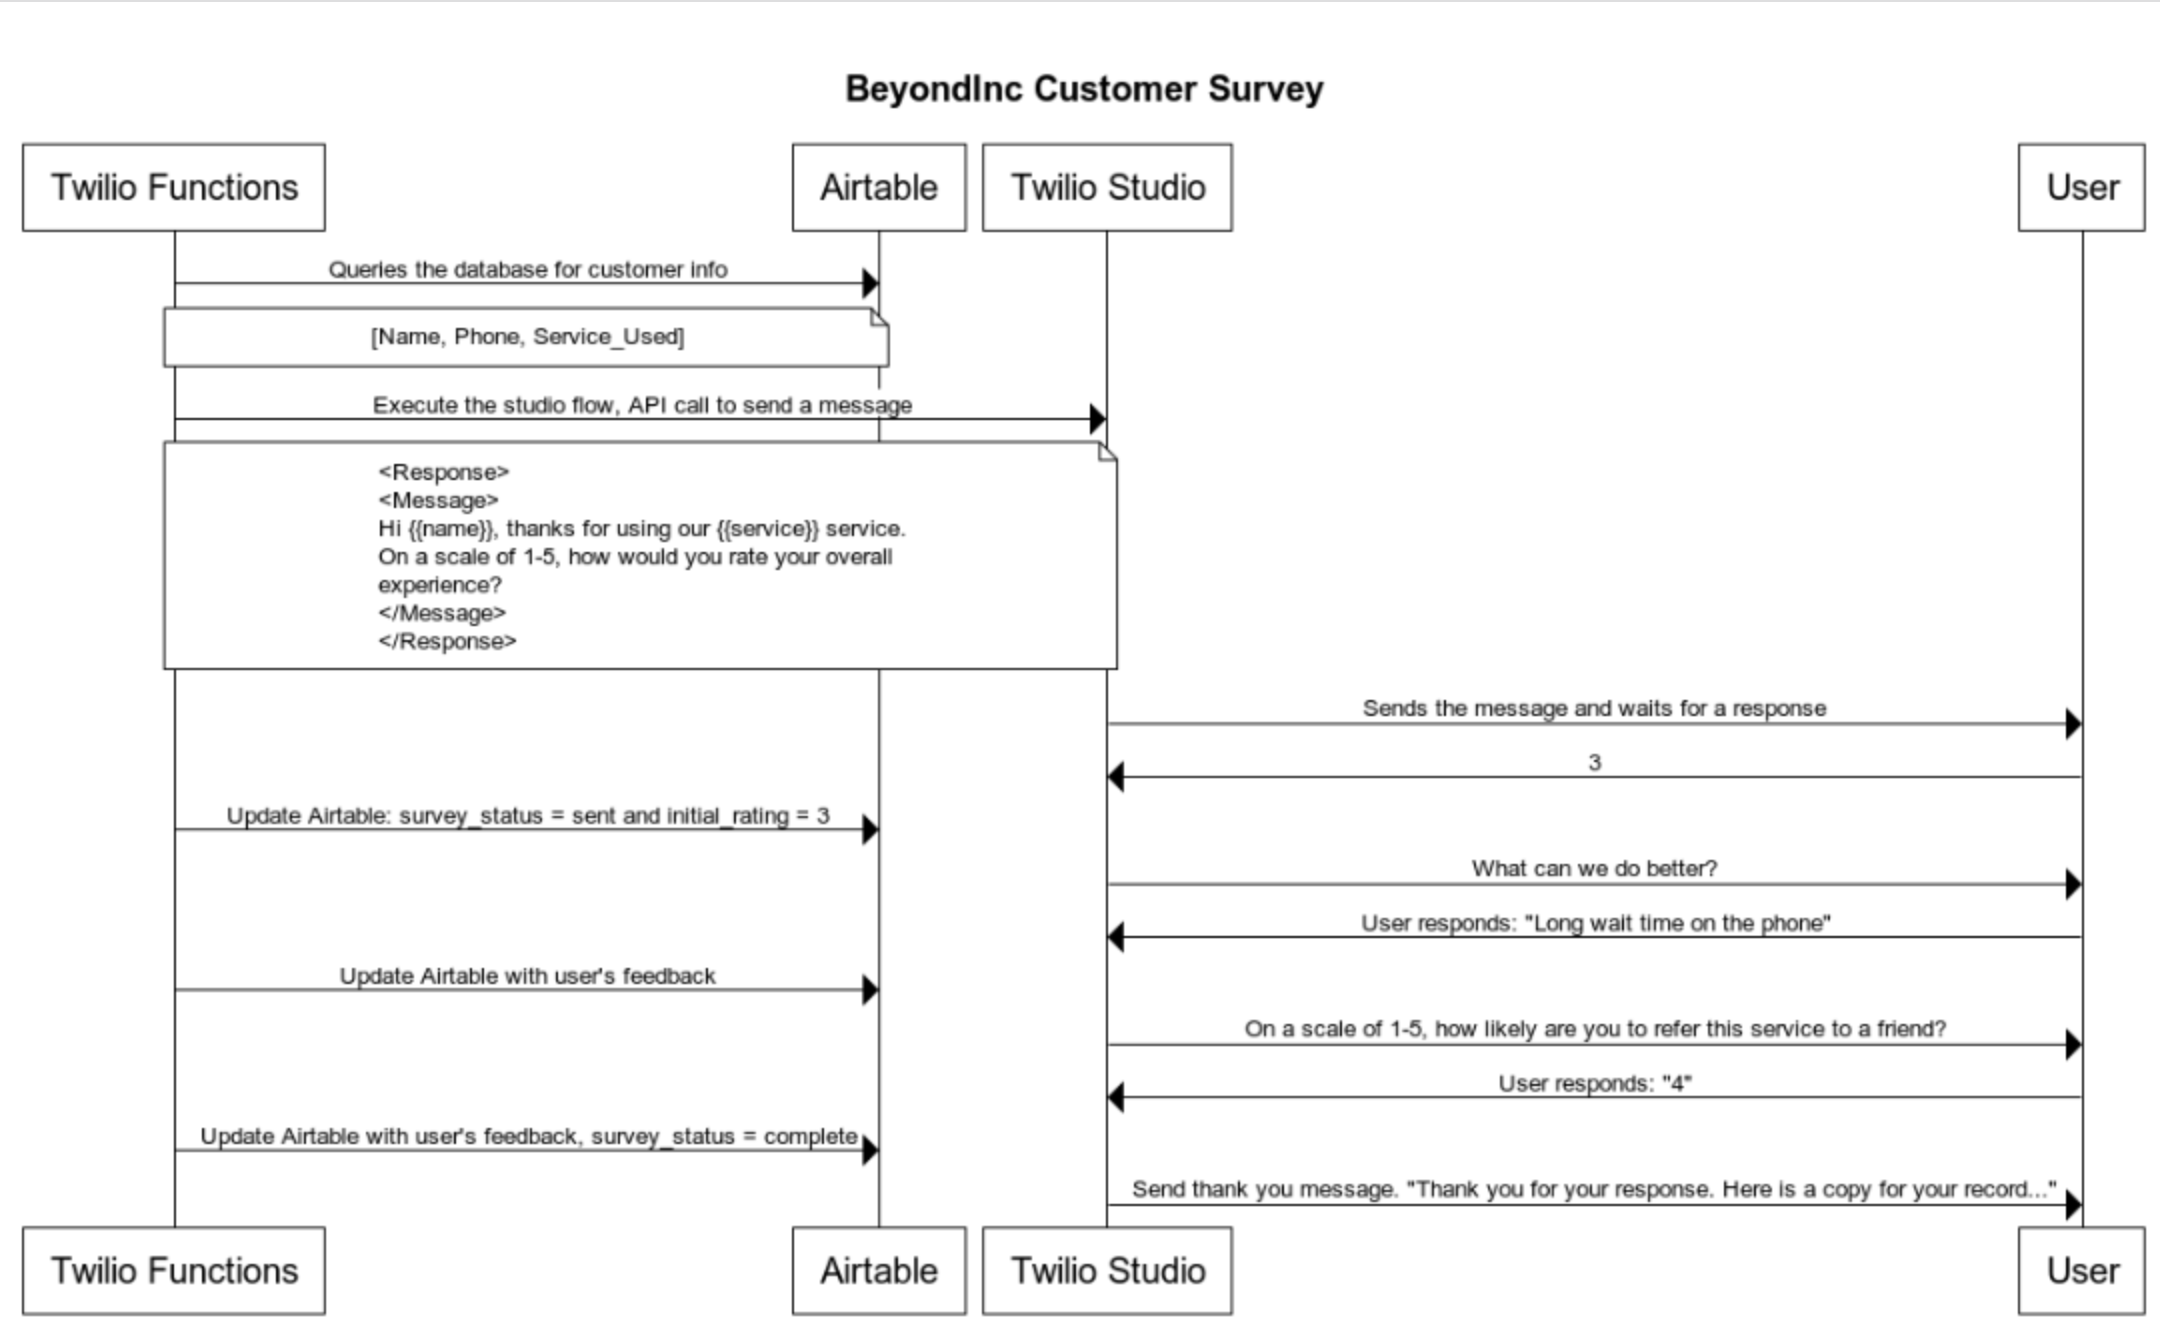 BeyondInc Customer Survey
Twilio Functions
Airtable
Twilio Studio
User
Queries the database for customer info
[Name, Phone, Service_Used]
Execute the studio flow, API call to send a message
<Response>
<Message>
Hi {{name}}, thanks for using our {{service}} service.
On a scale of 1-5, how would you rate your overall
experience?
</Message>
</Response>
Sends the message and waits for a response
3
Update Airtable: survey_status = sent and initial_rating = 3
What can we do better?
User responds: "Long wait time on the phone"
Update Airtable with user's feedback
On a scale of 1-5, how likely are you to refer this service to a friend?
User responds: "4"
Update Airtable with user's feedback, survey_status = complete
Send thank you message. "Thank you for your response. Here is a copy for your record..."
Twilio Functions
Airtable
Twilio Studio
User